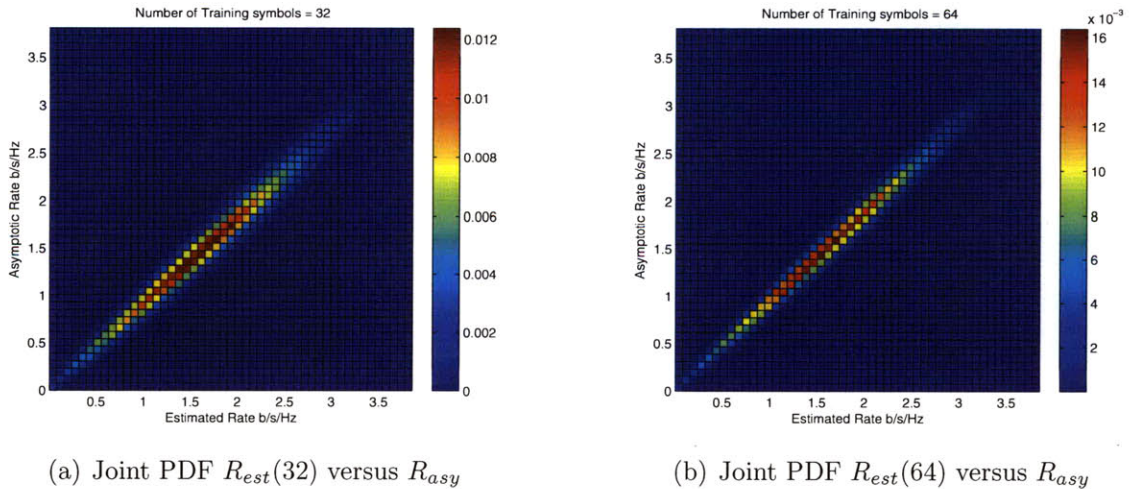 Number of Training symbols = 32
3.5
3
2.5
2
1.5
1
0.5
0
Asymptotic Rate b/s/Hz
0.5 1 1.5 2 2.5 3 3.5
Estimated Rate b/s/Hz
0.012
0.01
0.008
0.006
0.004
0.002
0
(a) Joint PDF R_est(32) versus R_asy
Number of Training symbols = 64
3.5
3
2.5
2
1.5
1
0.5
0
Asymptotic Rate b/s/Hz
0.5 1 1.5 2 2.5 3 3.5
Estimated Rate b/s/Hz
x 10⁻³
16
14
12
10
8
6
4
2
(b) Joint PDF R_est(64) versus R_asy